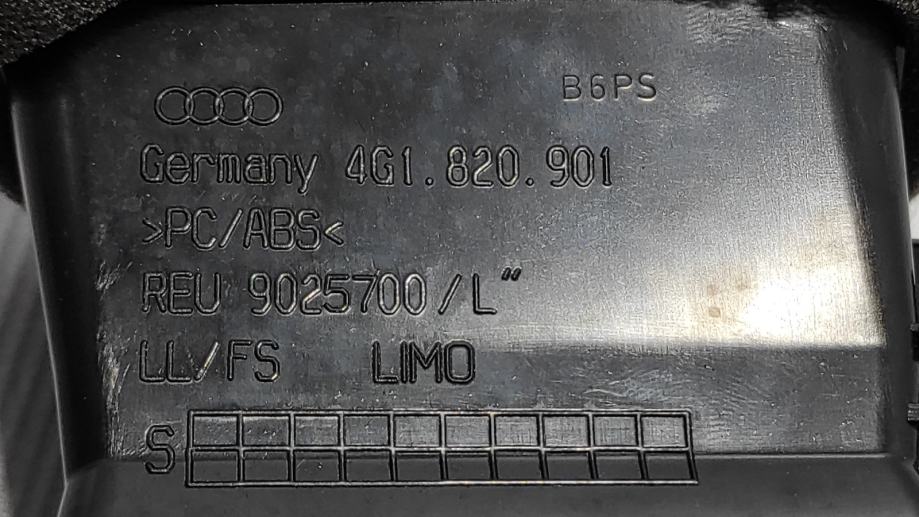 B6PS
Germany 4G1.820.901
>PC/ABS<
REU 9025700/L"
LL/FS LIMO
S